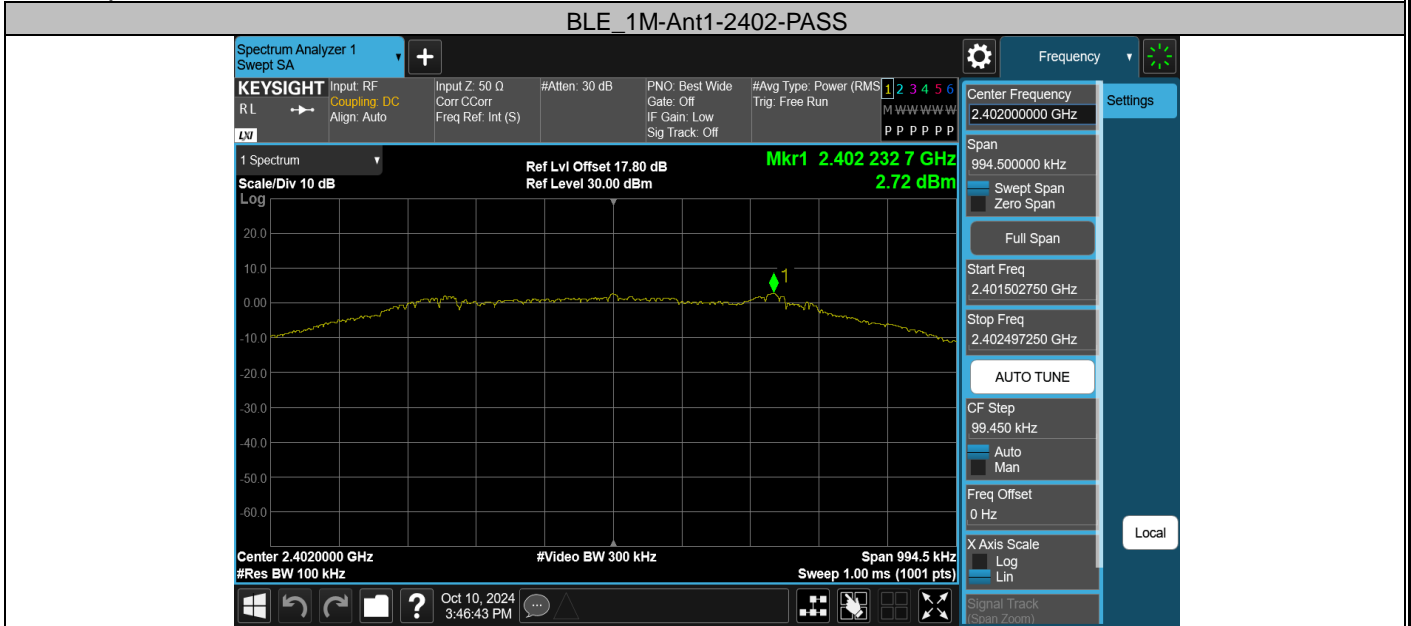 BLE_1M-Ant1-2402-PASS
Spectrum Analyzer 1
Swept SA
+
Frequency
KEYSIGHT
RL
LXI
Input: RF
Coupling: DC
Align: Auto
Input Z: 50 Ω
Corr CCorr
Freq Ref: Int (S)
#Atten: 30 dB
PNO: Best Wide
Gate: Off
IF Gain: Low
Sig Track: Off
#Avg Type: Power (RMS
Trig: Free Run
1 2 3 4 5 6
M W W W W W
P P P P P P
1 Spectrum
Scale/Div 10 dB
Log
Ref Lvl Offset 17.80 dB
Ref Level 30.00 dBm
Mkr1 2.402 232 7 GHz
2.72 dBm
1
20.0
10.0
0.00
-10.0
-20.0
-30.0
-40.0
-50.0
-60.0
Center 2.4020000 GHz
#Res BW 100 kHz
#Video BW 300 kHz
Span 994.5 kHz
Sweep 1.00 ms (1001 pts)
?
Oct 10, 2024
3:46:43 PM
Center Frequency
2.402000000 GHz
Span
994.500000 kHz
Swept Span
Zero Span
Full Span
Start Freq
2.401502750 GHz
Stop Freq
2.402497250 GHz
AUTO TUNE
CF Step
99.450 kHz
Auto
Man
Freq Offset
0 Hz
X Axis Scale
Log
Lin
Signal Track
(Span Zoom)
Settings
Local